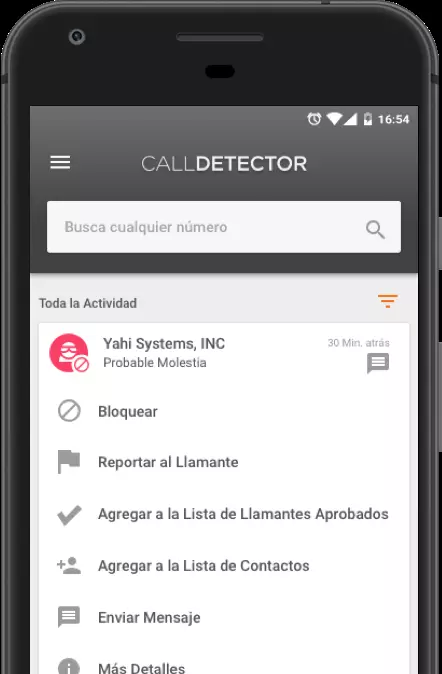 16:54
CALLDETECTOR
Busca cualquier número
Toda la Actividad
Yahi Systems, INC
30 Min. atrás
Probable Molestia
Bloquear
Reportar al Llamante
Agregar a la Lista de Llamantes Aprobados
Agregar a la Lista de Contactos
Enviar Mensaje
Más Detalles